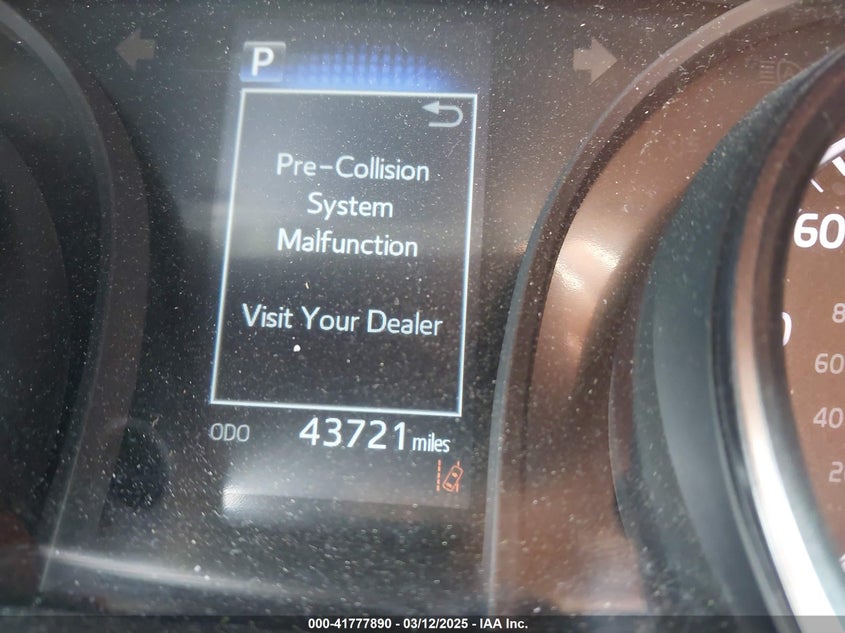 P
Pre-Collision
System
Malfunction
Visit Your Dealer
ODO 43721 miles
60
8
60
40
20
000-41777890 - 03/12/2025 - IAA Inc.